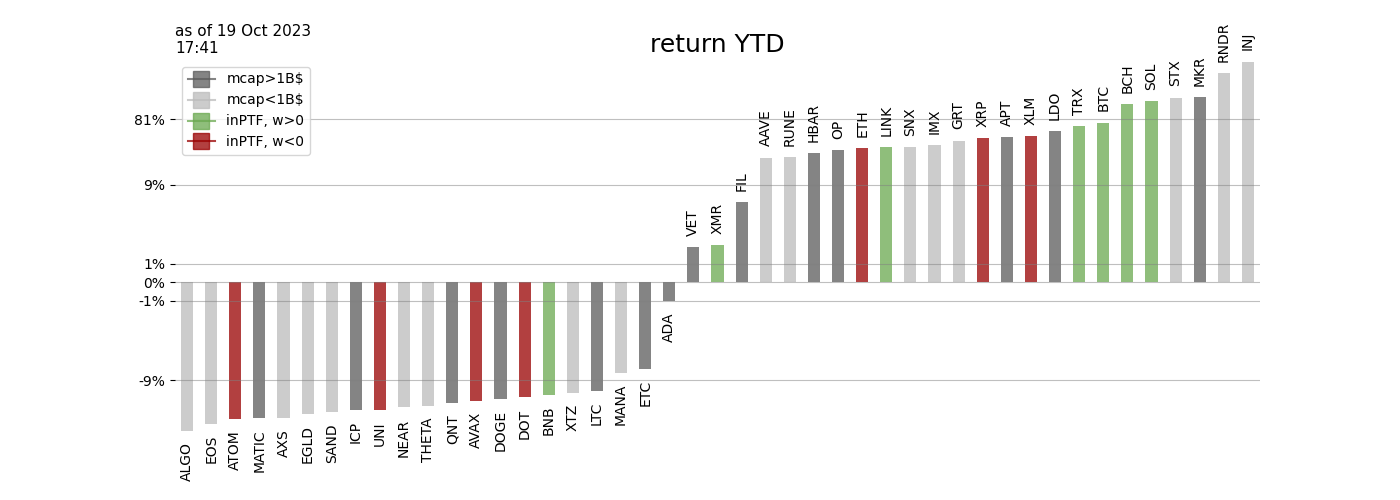 as of 19 Oct 2023
17:41
return YTD
mcap>1B$
mcap<1B$
inPTF, w>0
inPTF, w<0
81%
9%
1%
0%
-1%
-9%
ALGO
EOS
ATOM
MATIC
AXS
EGLD
SAND
ICP
UNI
NEAR
THETA
QNT
AVAX
DOGE
DOT
BNB
XTZ
LTC
MANA
ETC
ADA
VET
XMR
FIL
AAVE
RUNE
HBAR
OP
ETH
LINK
SNX
IMX
GRT
XRP
APT
XLM
LDO
TRX
BTC
BCH
SOL
STX
MKR
RNDR
INJ